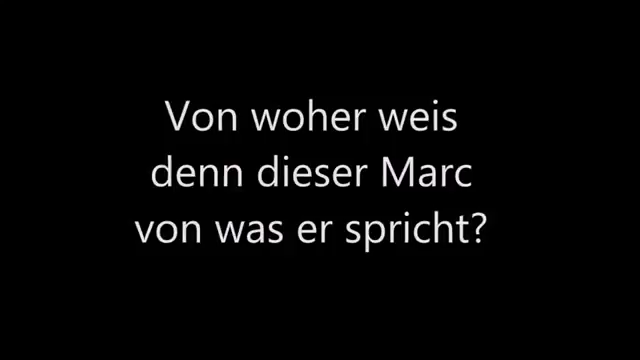 Von woher weis
denn dieser Marc
von was er spricht?